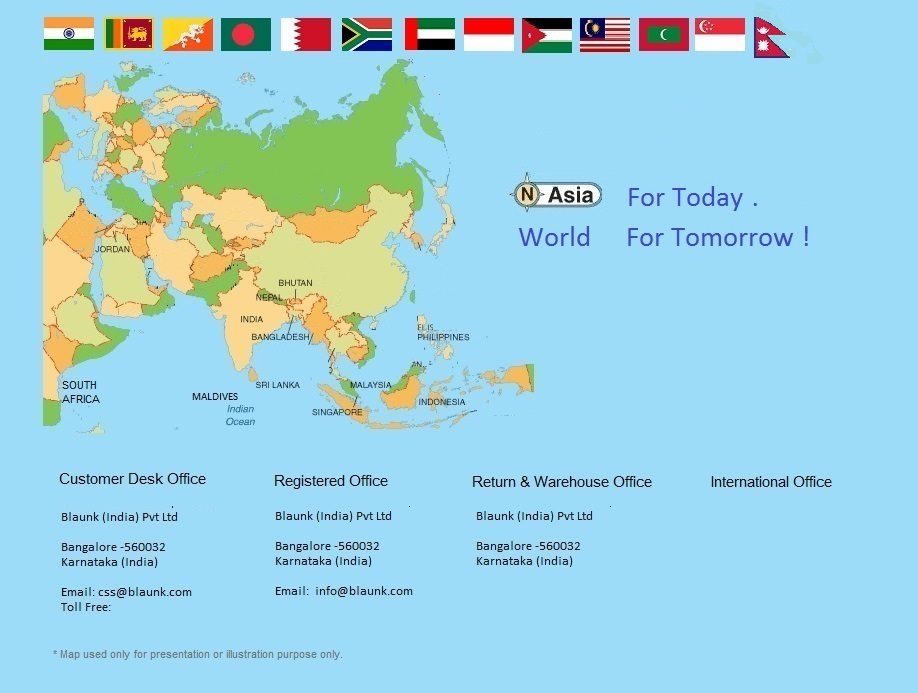 N Asia For Today .
World For Tomorrow !
JORDAN
BHUTAN
NEPAL
INDIA
BANGLADESH
PHILIPPINES
SOUTH
AFRICA
SRI LANKA
MALAYSIA
MALDIVES
INDONESIA
Indian
Ocean
SINGAPORE
Customer Desk Office
Blaunk (India) Pvt Ltd
Bangalore -560032
Karnataka (India)
Email: css@blaunk.com
Toll Free:
Registered Office
Blaunk (India) Pvt Ltd
Bangalore -560032
Karnataka (India)
Email: info@blaunk.com
Return & Warehouse Office
Blaunk (India) Pvt Ltd
Bangalore -560032
Karnataka (India)
International Office
* Map used only for presentation or illustration purpose only.